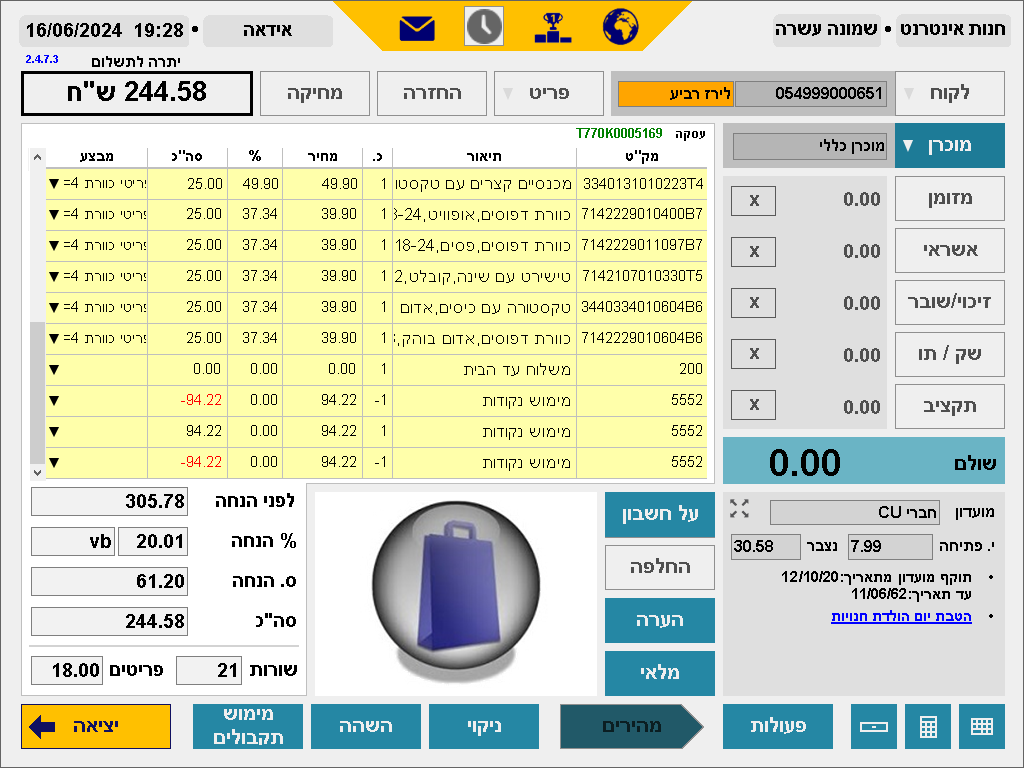 חנות אינטרנט • שמונה עשרה
אידאה • 16/06/2024 19:28
2.4.7.3
יתרה לתשלום
244.58 ש"ח
מחיקה
החזרה
פריט ▼
לקוח ▼
054999000651
לירז רביע
עסקה T770K0005169
מוכרן ▼
מוכרן כללי
מק''ט תיאור כ. מחיר % סה''כ מבצע
3340131010223T4 מכנסיים קצרים עם טקסטו 1 49.90 49.90 25.00 פריטי כוורת 4= ▼
7142229010400B7 כוורת דפוסים,אופוויט,18-24 1 39.90 37.34 25.00 פריטי כוורת 4= ▼
7142229011097B7 כוורת דפוסים,פסים,18-24 1 39.90 37.34 25.00 פריטי כוורת 4= ▼
7142107010330T5 טישירט עם שינה,קובלט,2 1 39.90 37.34 25.00 פריטי כוורת 4= ▼
3440334010604B6 טקסטורה עם כיסים,אדום 1 39.90 37.34 25.00 פריטי כוורת 4= ▼
7142229010604B6 כוורת דפוסים,אדום בוהק, 1 39.90 37.34 25.00 פריטי כוורת 4= ▼
200 משלוח עד הבית 1 0.00 0.00 0.00 ▼
5552 מימוש נקודות -1 94.22 0.00 -94.22 ▼
5552 מימוש נקודות 1 94.22 0.00 94.22 ▼
5552 מימוש נקודות -1 94.22 0.00 -94.22 ▼
מזומן 0.00 X
אשראי 0.00 X
זיכוי/שובר 0.00 X
שק / תו 0.00 X
תקציב 0.00 X
שולם 0.00
מועדון חברי CU
י. פתיחה 7.99 נצבר 30.58
• תוקף מועדון מתאריך:12/10/20
עד תאריך:11/06/62
• הטבת יום הולדת חנויות
על חשבון
החלפה
הערה
מלאי
לפני הנחה 305.78
% הנחה 20.01 vb
ס. הנחה 61.20
סה"כ 244.58
שורות 21 פריטים 18.00
פעולות
מהירים
ניקוי
השהה
מימוש
תקבולים
יציאה